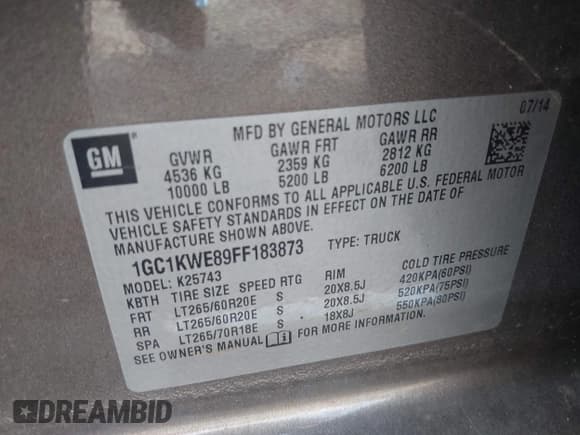 07/14
MFD BY GENERAL MOTORS LLC
GM
GVWR GAWR FRT GAWR RR
4536 KG 2359 KG 2812 KG
10000 LB 5200 LB 6200 LB
THIS VEHICLE CONFORMS TO ALL APPLICABLE U.S. FEDERAL MOTOR
VEHICLE SAFETY STANDARDS IN EFFECT ON THE DATE OF
MANUFACTURE SHOWN ABOVE.
1GC1KWE89FF183873 TYPE: TRUCK
MODEL: K25743
KBTH TIRE SIZE SPEED RTG RIM COLD TIRE PRESSURE
FRT LT265/60R20E S 20X8.5J 420KPA(60PSI)
RR LT265/60R20E S 20X8.5J 520KPA(75PSI)
SPA LT265/70R18E S 18X8J 550KPA(80PSI)
SEE OWNER'S MANUAL i FOR MORE INFORMATION.
DREAMBID